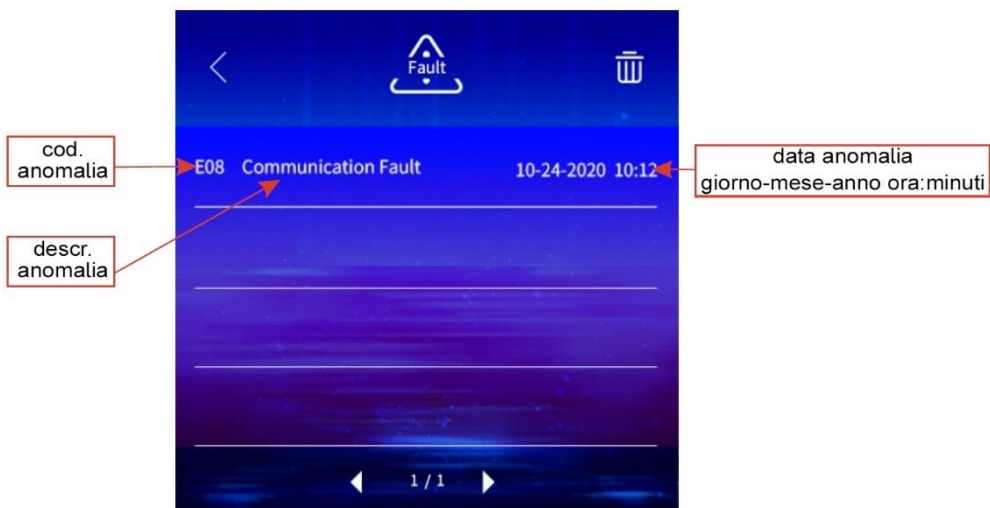 Fault
cod.
anomalia
E08 Communication Fault 10-24-2020 10:12
data anomalia
giorno-mese-anno ora:minuti
descr.
anomalia
1 / 1